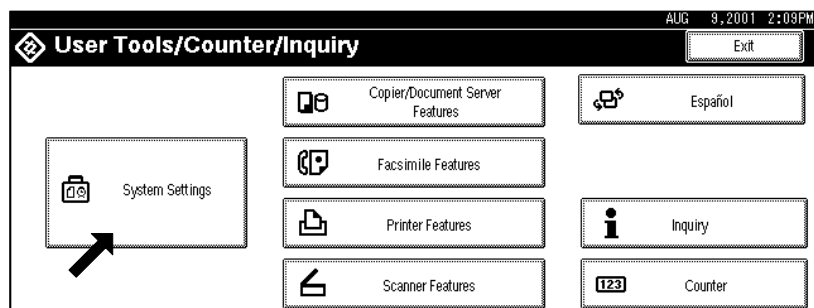 AUG 9,2001 2:09PM
User Tools/Counter/Inquiry
Exit
Copier/Document Server
Features
Español
System Settings
Facsimile Features
Printer Features
Inquiry
Scanner Features
123
Counter